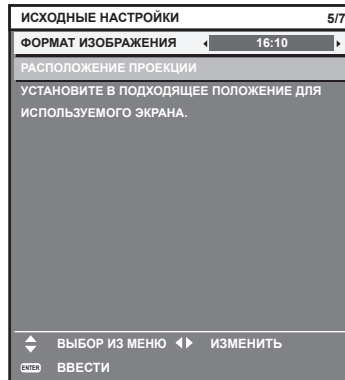 ИСХОДНЫЕ НАСТРОЙКИ 5/7
ФОРМАТ ИЗОБРАЖЕНИЯ 16:10
РАСПОЛОЖЕНИЕ ПРОЕКЦИИ
УСТАНОВИТЕ В ПОДХОДЯЩЕЕ ПОЛОЖЕНИЕ ДЛЯ
ИСПОЛЬЗУЕМОГО ЭКРАНА.
ВЫБОР ИЗ МЕНЮ ИЗМЕНИТЬ
ENTER ВВЕСТИ